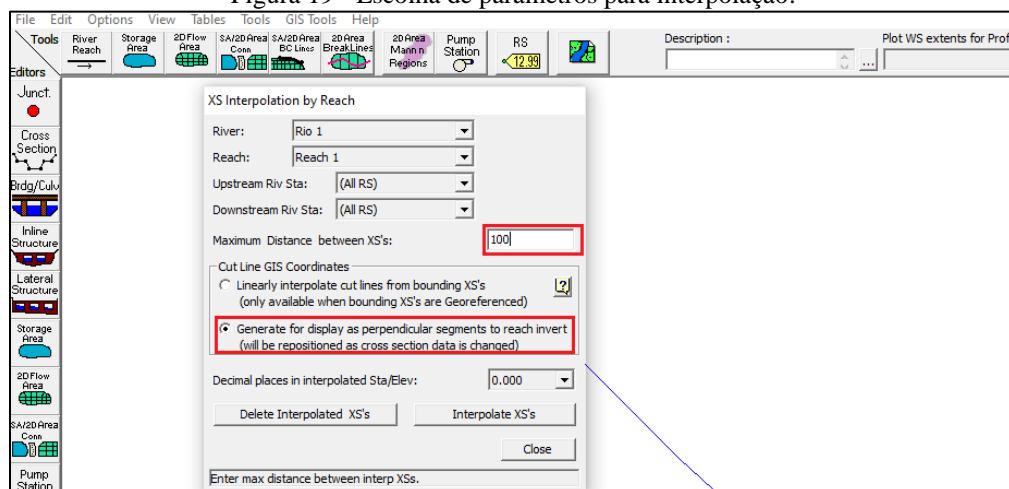 Figura 19 - Escolha de parâmetros para interpolação.
File Edit Options View Tables Tools GIS Tools Help
Tools
Editors
River Reach
Storage Area
2D Flow Area
SA/2D Area Conn
SA/2D Area BC Lines
2D Area BreakLines
2D Area Mann n Regions
Pump Station
RS
12.99
Description :
...
Plot WS extents for Prof
Junct.
Cross Section
Brdg/Culv
Inline Structure
Lateral Structure
Storage Area
2D Flow Area
SA/2D Area Conn
Pump Station
XS Interpolation by Reach
River: Rio 1
Reach: Reach 1
Upstream Riv Sta: (All RS)
Downstream Riv Sta: (All RS)
Maximum Distance between XS's: 100
Cut Line GIS Coordinates
Linearly interpolate cut lines from bounding XS's
(only available when bounding XS's are Georeferenced)
Generate for display as perpendicular segments to reach invert
(will be repositioned as cross section data is changed)
Decimal places in interpolated Sta/Elev: 0.000
Delete Interpolated XS's
Interpolate XS's
Close
Enter max distance between interp XSs.